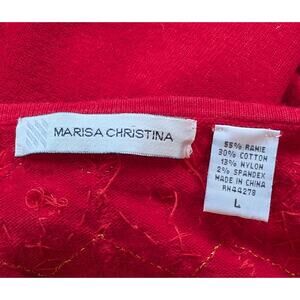 MARISA CHRiSTINA
55% RAMIE
30% COTTON
13% NYLON
2% SPANDEX
MADE IN CHINA
RN44278
L